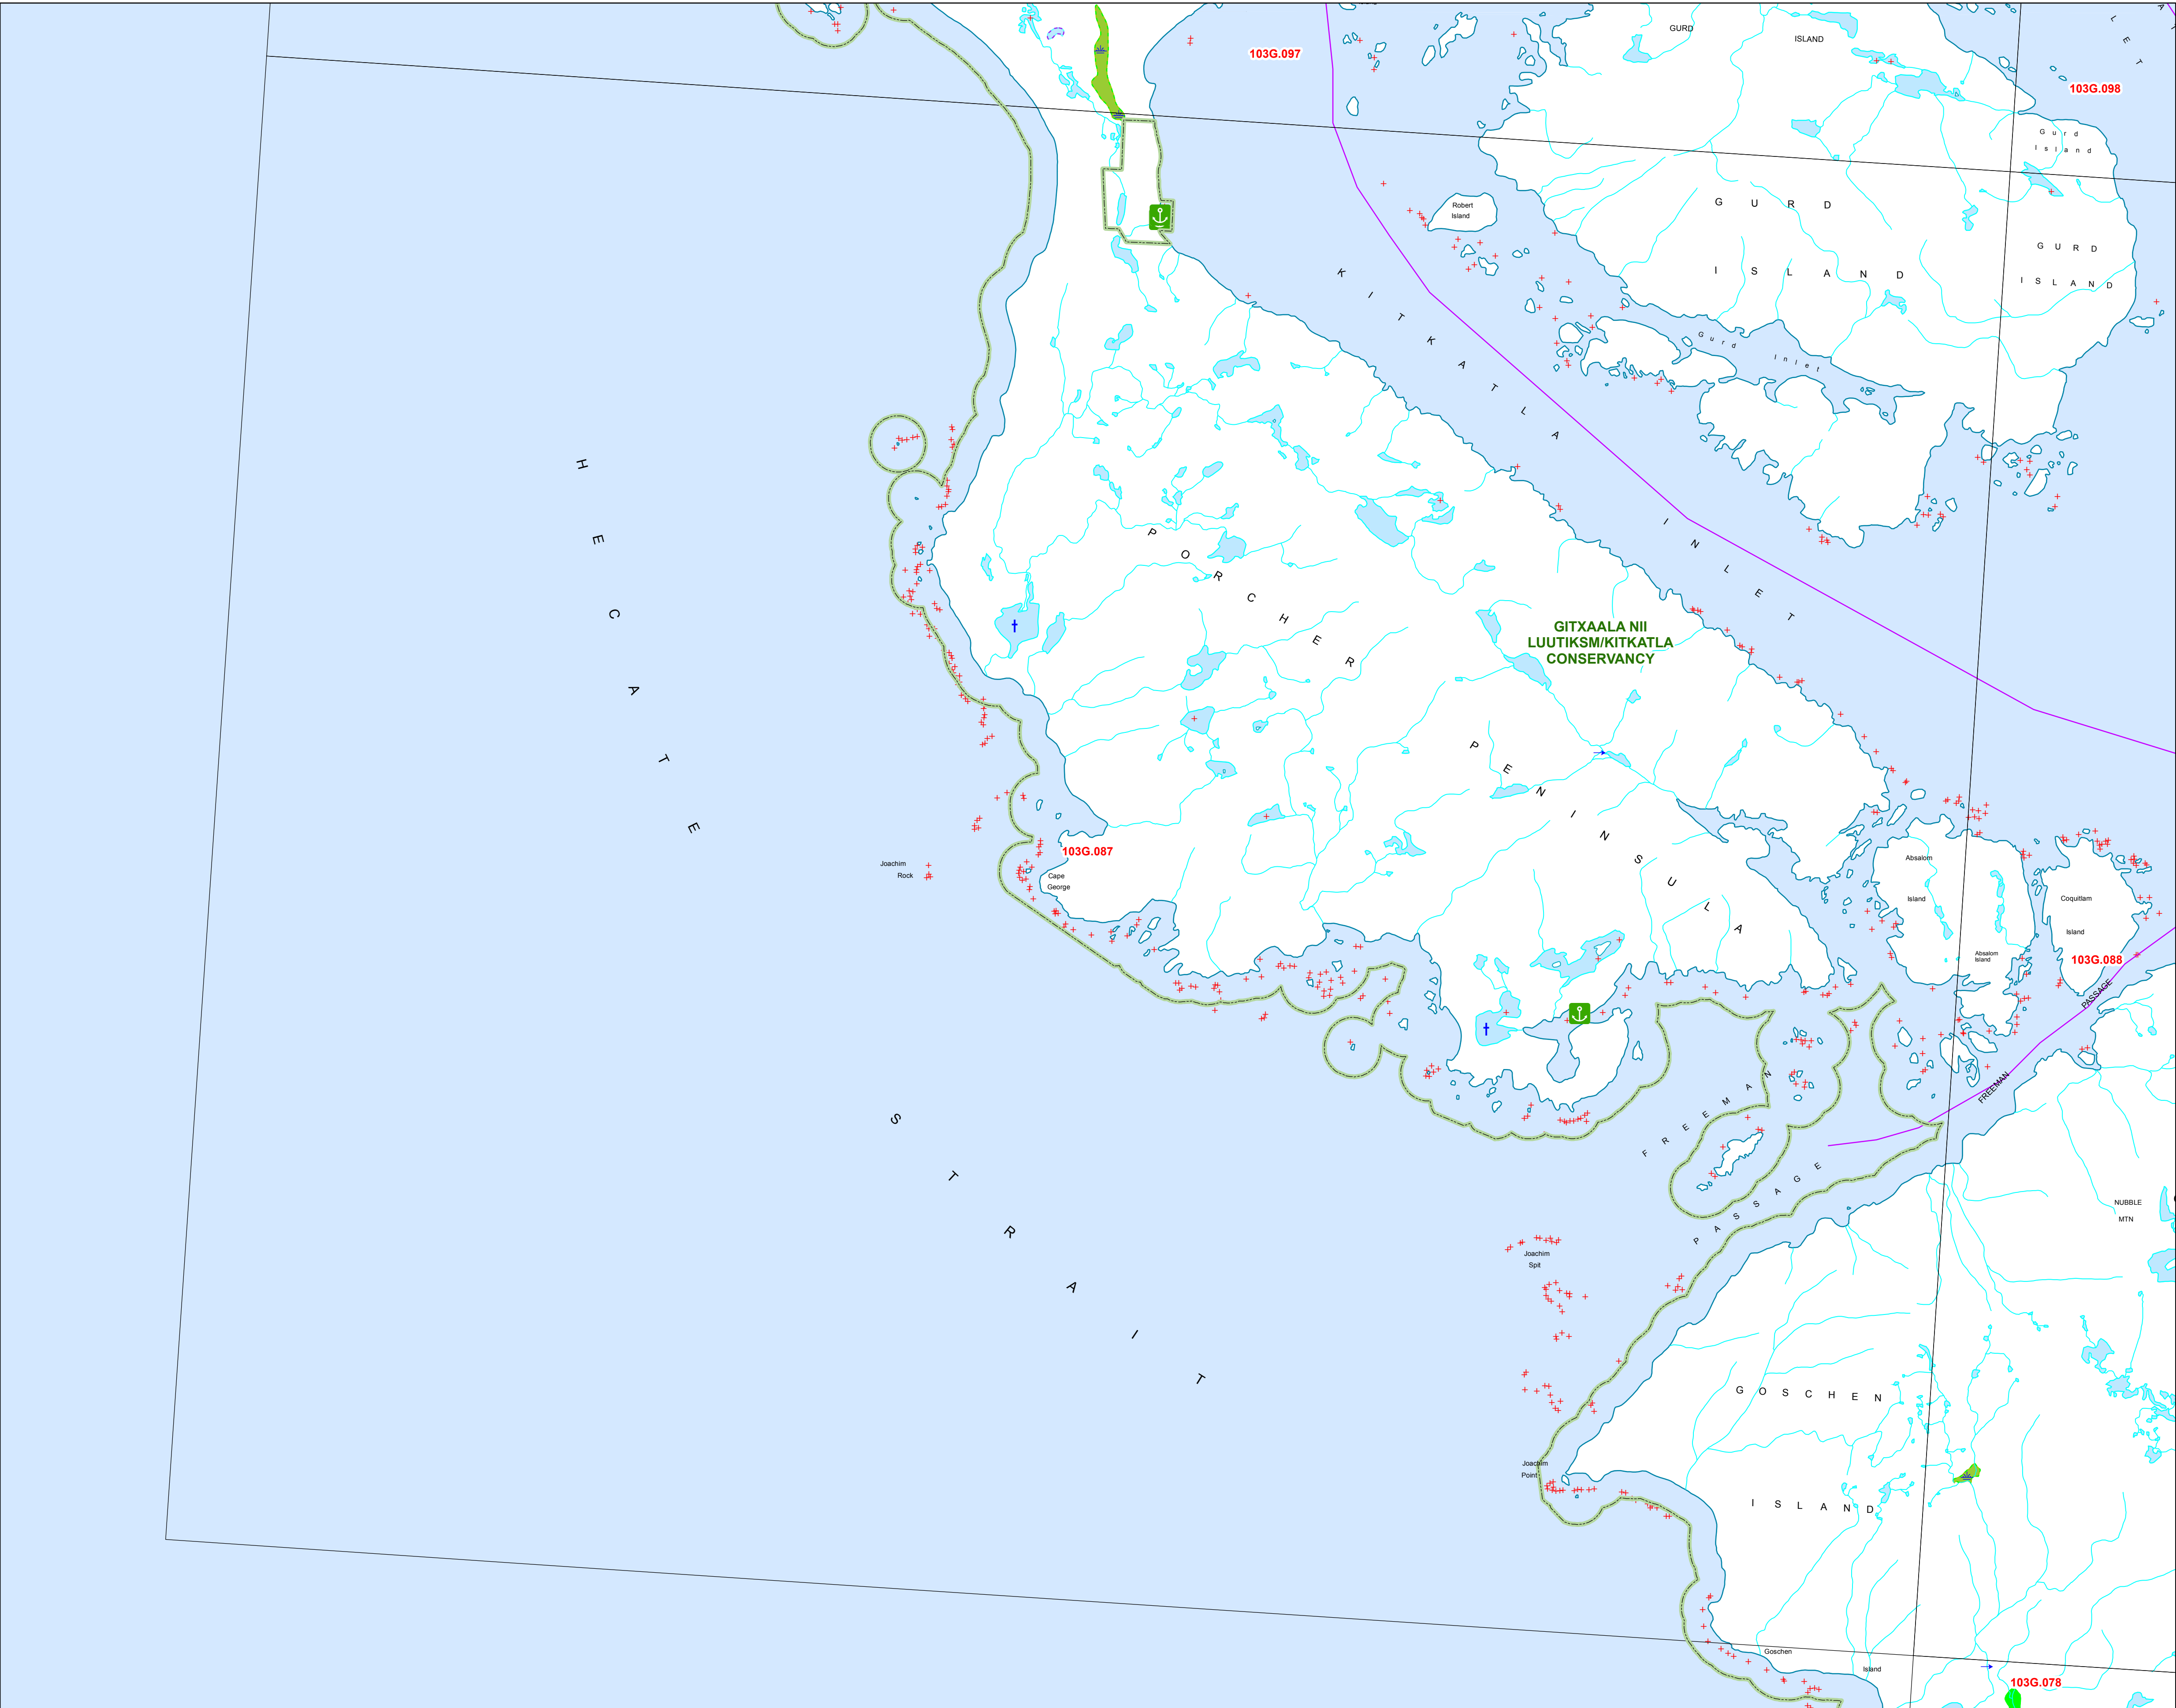 GURD
ISLAND
103G.097
103G.098
Gurd
Island
Robert
Island
GURD
ISLAND
GURD
ISLAND
KITKATLA
INLET
Gurd Inlet
HECATE
STRAIT
PORCHER
PENINSULA
GITXAALA NII
LUUTIKSM/KITKATLA
CONSERVANCY
103G.087
Joachim
Rock
Cape
George
Absalom
Island
Absalom
Island
Coquitlam
Island
103G.088
PASSAGE
FREEMAN
FREEMAN
PASSAGE
NUBBLE
MTN
Joachim
Spit
GOSCHEN
ISLAND
Joachim
Point
Goschen
Island
103G.078